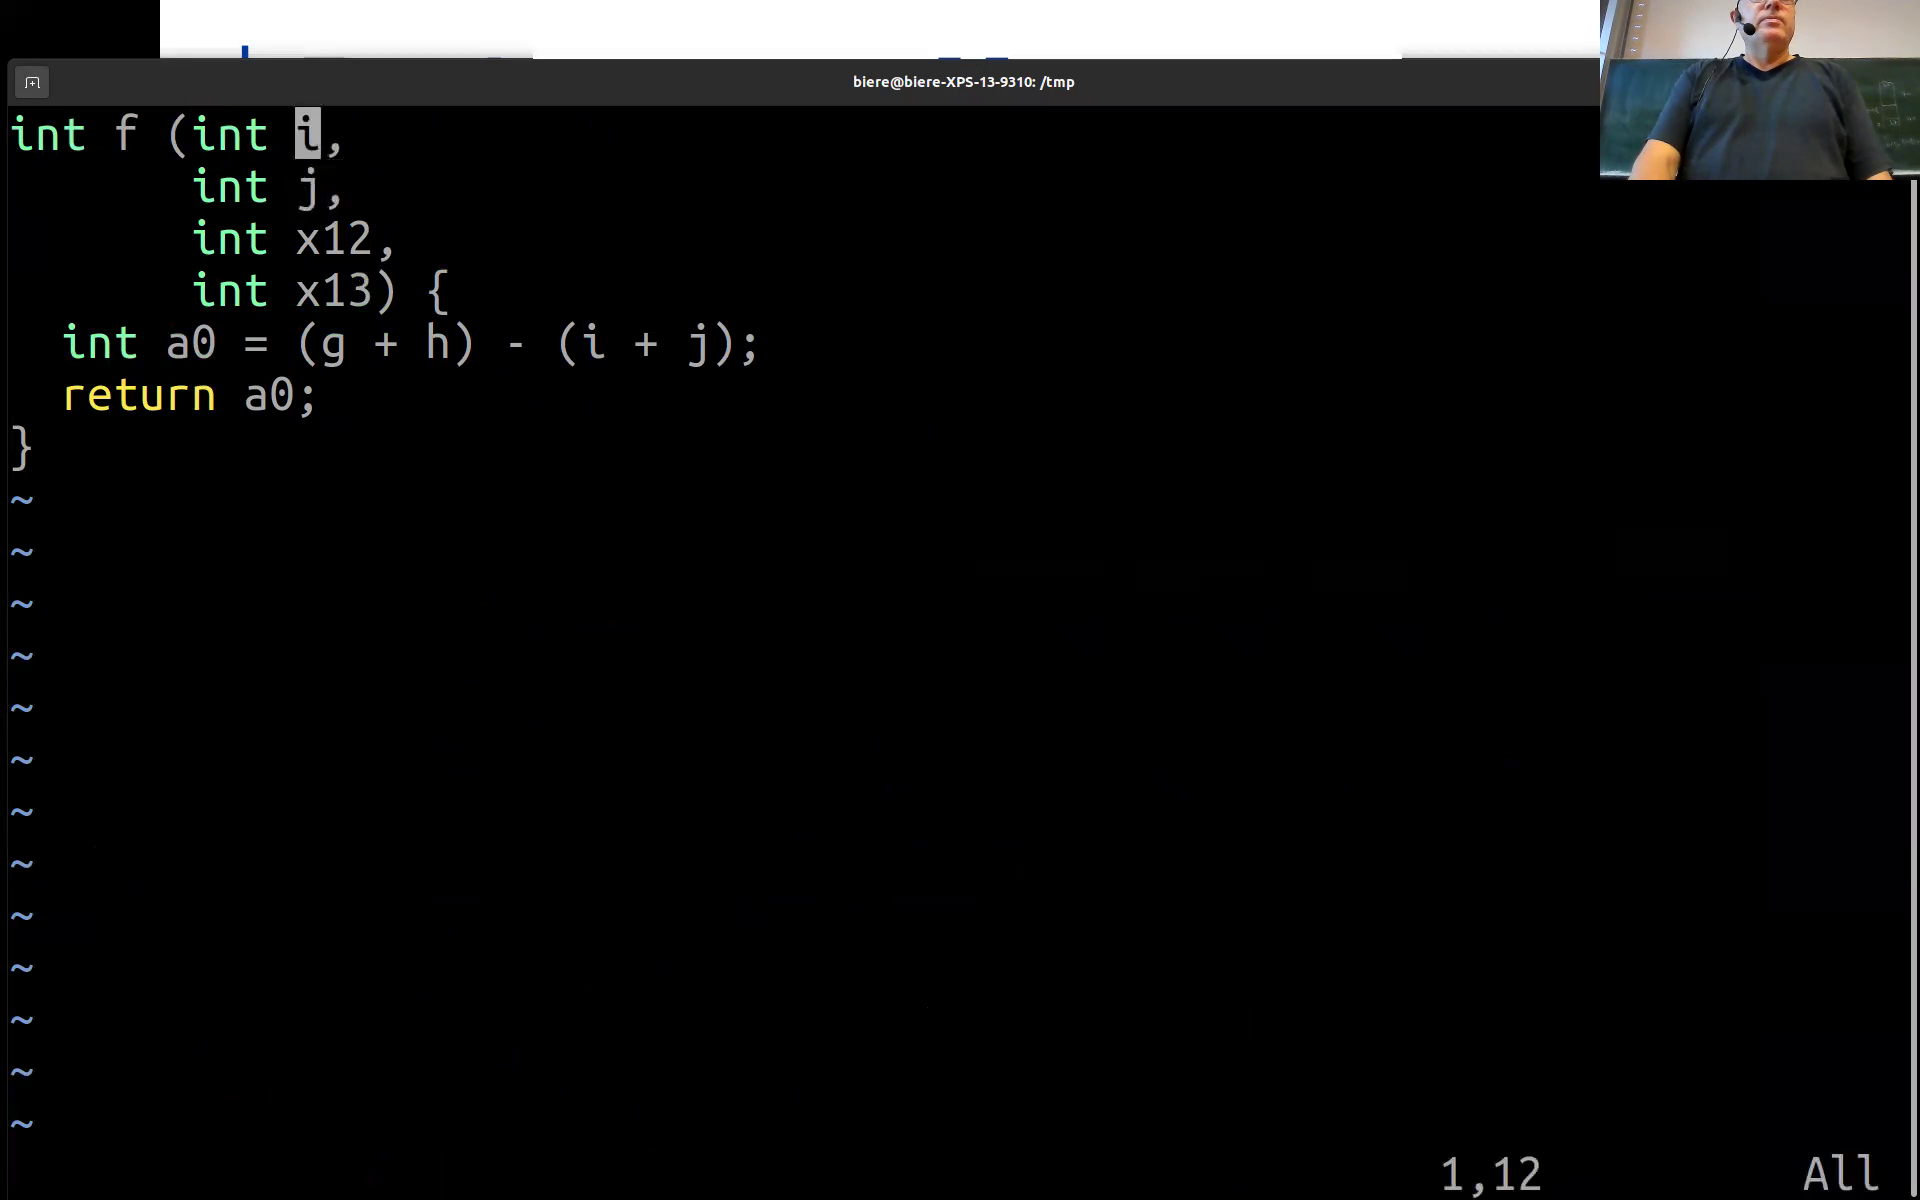 biere@biere-XPS-13-9310: /tmp
int f (int i,
       int j,
       int x12,
       int x13) {
  int a0 = (g + h) - (i + j);
  return a0;
}
~
~
~
~
~
~
~
~
~
~
~
~
~
1,12 All